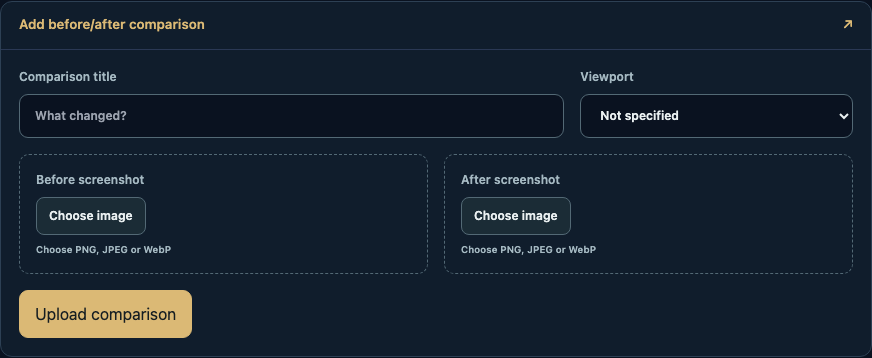 Add before/after comparison
Comparison title
Viewport
What changed?
Not specified
Before screenshot
After screenshot
Choose image
Choose image
Choose PNG, JPEG or WebP
Choose PNG, JPEG or WebP
Upload comparison